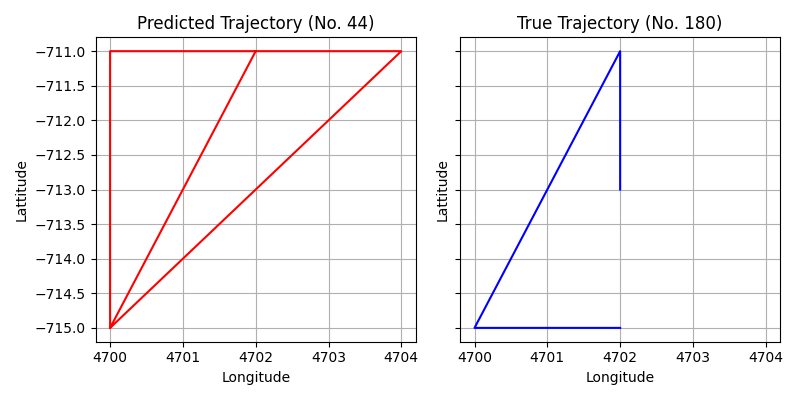 Predicted Trajectory (No. 44)
−711.0
−711.5
−712.0
−712.5
−713.0
−713.5
−714.0
−714.5
−715.0
Lattitude
4700 4701 4702 4703 4704
Longitude
True Trajectory (No. 180)
Lattitude
4700 4701 4702 4703 4704
Longitude